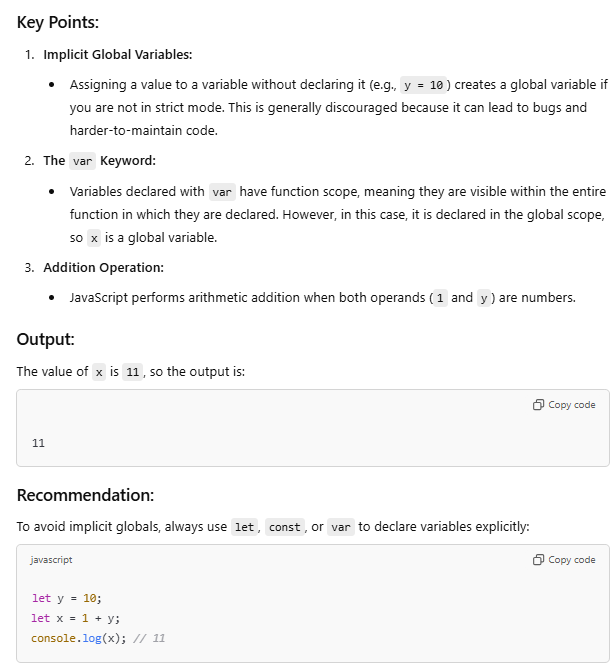 Key Points:
1. Implicit Global Variables:
• Assigning a value to a variable without declaring it (e.g., y = 10 ) creates a global variable if
you are not in strict mode. This is generally discouraged because it can lead to bugs and
harder-to-maintain code.
2. The var Keyword:
• Variables declared with var have function scope, meaning they are visible within the entire
function in which they are declared. However, in this case, it is declared in the global scope,
so x is a global variable.
3. Addition Operation:
• JavaScript performs arithmetic addition when both operands ( 1 and y ) are numbers.
Output:
The value of x is 11 , so the output is:
Copy code
11
Recommendation:
To avoid implicit globals, always use let , const , or var to declare variables explicitly:
javascript Copy code
let y = 10;
let x = 1 + y;
console.log(x); // 11